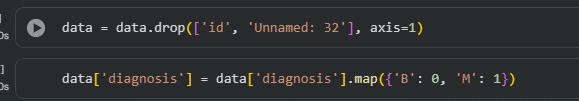 data = data.drop(['id', 'Unnamed: 32'], axis=1)
data['diagnosis'] = data['diagnosis'].map({'B': 0, 'M': 1})